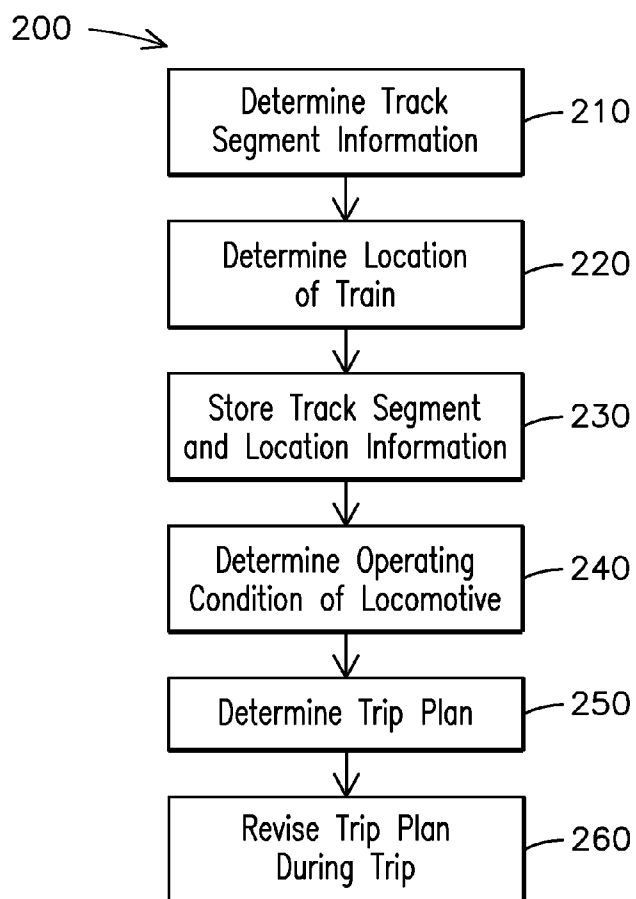 200
Determine Track
Segment Information
210
Determine Location
of Train
220
Store Track Segment
and Location Information
230
Determine Operating
Condition of Locomotive
240
Determine Trip Plan
250
Revise Trip Plan
During Trip
260